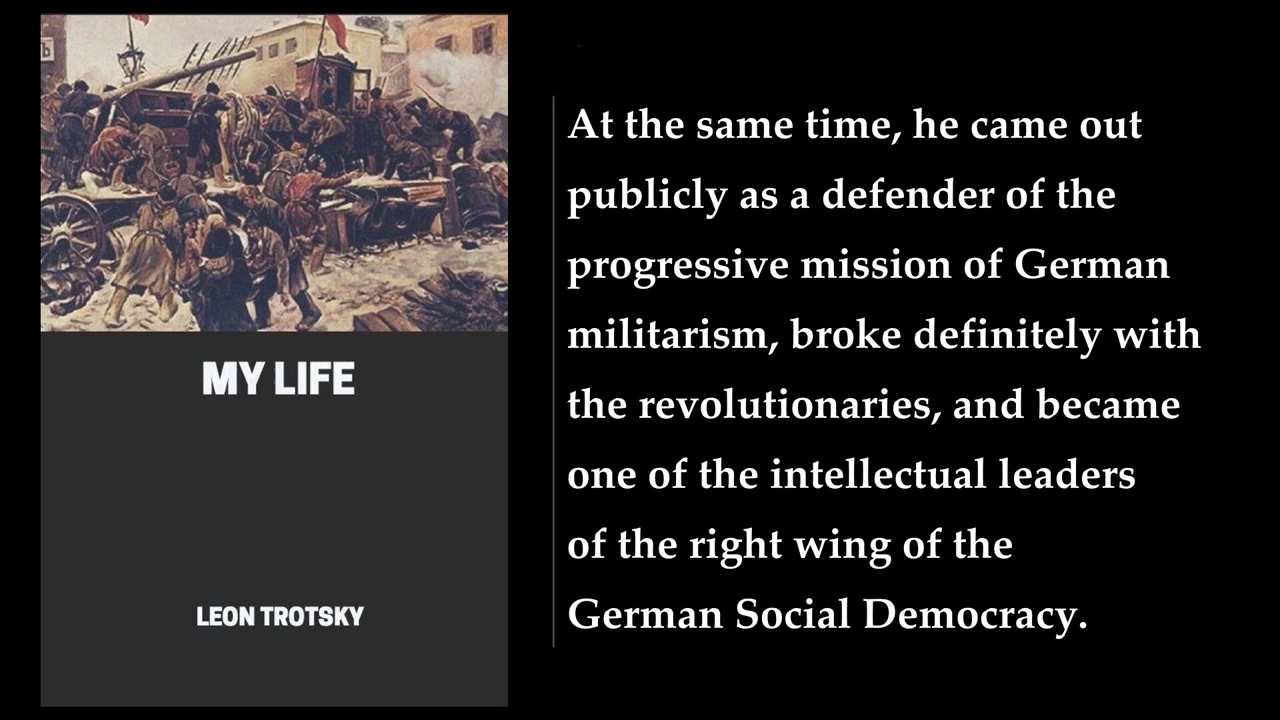 MY LIFE
LEON TROTSKY
At the same time, he came out
publicly as a defender of the
progressive mission of German
militarism, broke definitely with
the revolutionaries, and became
one of the intellectual leaders
of the right wing of the
German Social Democracy.